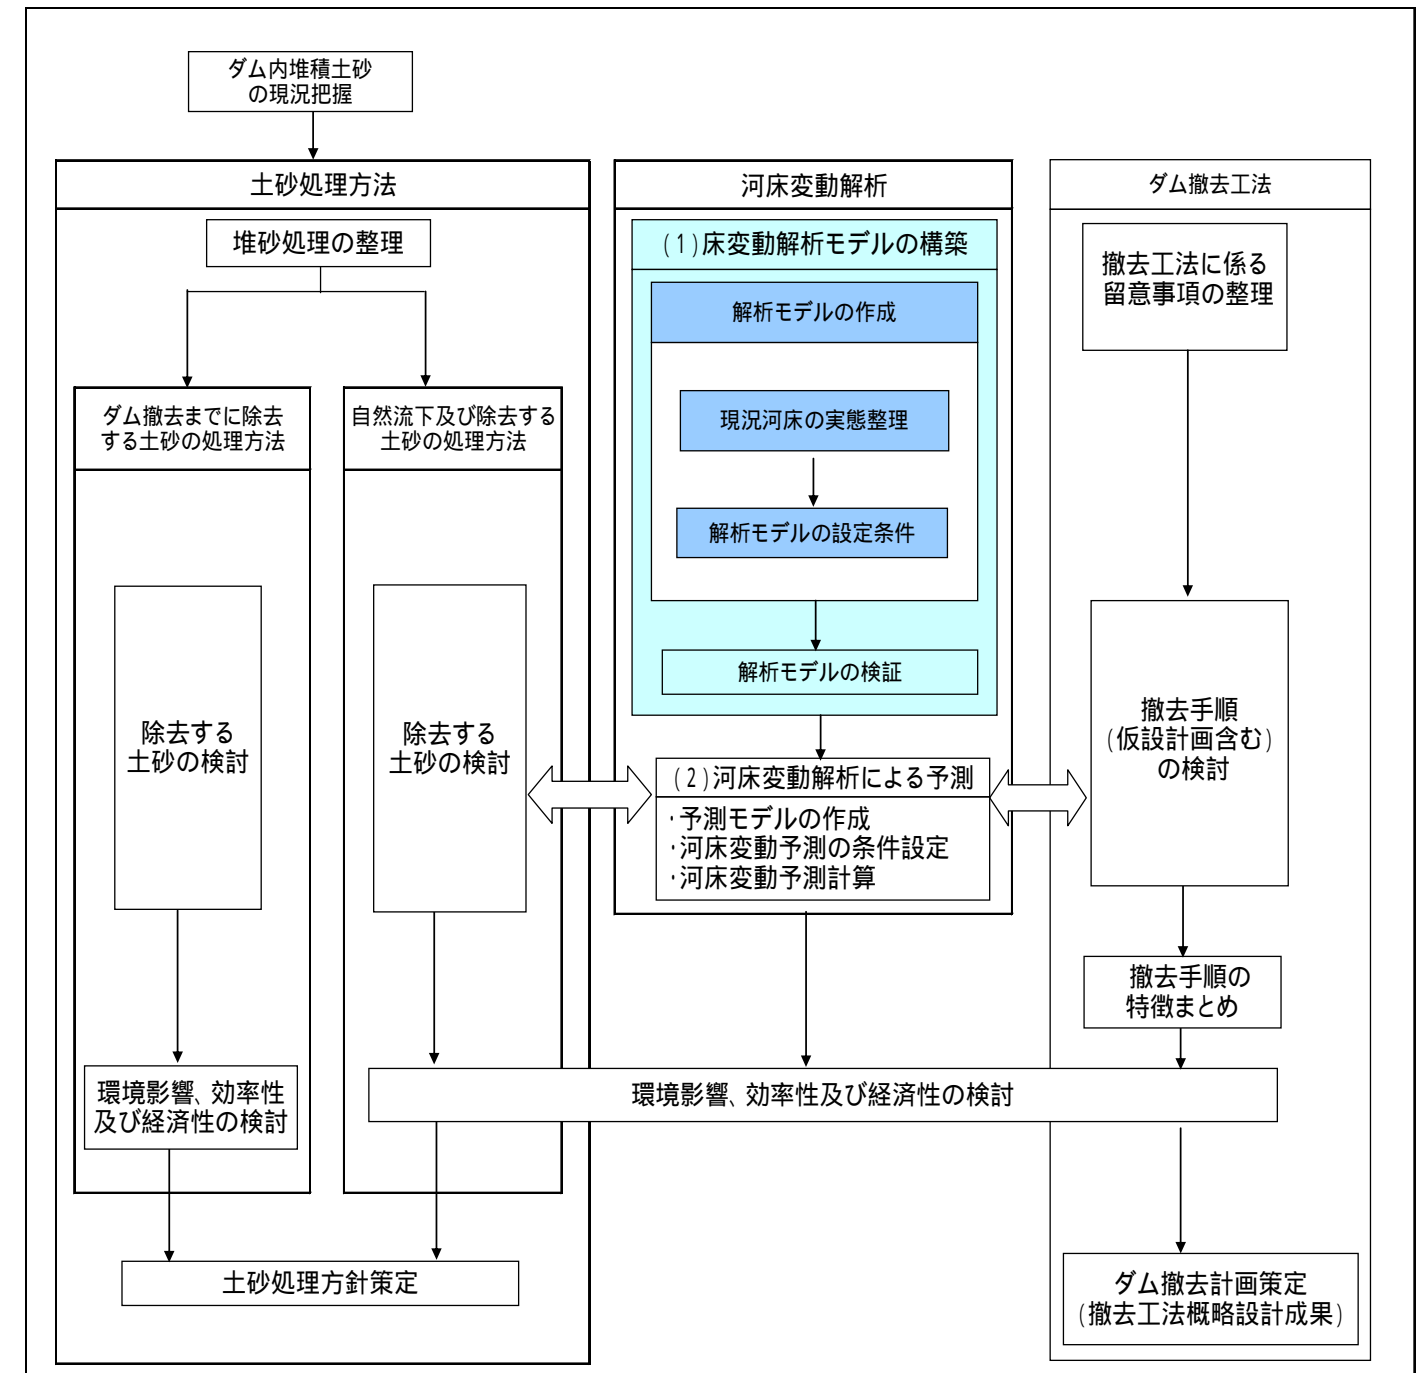 ダム内堆積土砂
の現況把握
土砂処理方法
堆砂処理の整理
ダム撤去までに除去
する土砂の処理方法
自然流下及び除去する
土砂の処理方法
除去する
土砂の検討
除去する
土砂の検討
環境影響、効率性
及び経済性の検討
土砂処理方針策定
河床変動解析
(1)床変動解析モデルの構築
解析モデルの作成
現況河床の実態整理
解析モデルの設定条件
解析モデルの検証
(2)河床変動解析による予測
・予測モデルの作成
・河床変動予測の条件設定
・河床変動予測計算
環境影響、効率性及び経済性の検討
ダム撤去工法
撤去工法に係る
留意事項の整理
撤去手順
(仮設計画含む)
の検討
撤去手順の
特徴まとめ
ダム撤去計画策定
(撤去工法概略設計成果)